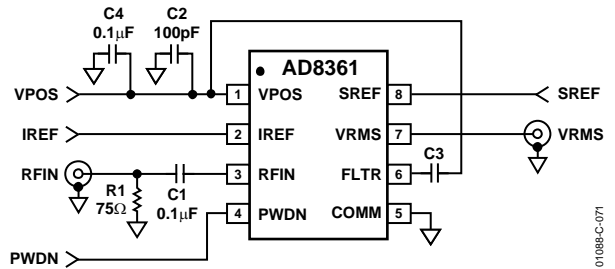 C4
0.1μF
C2
100pF
AD8361
VPOS
1
VPOS
SREF
8
SREF
IREF
2
IREF
VRMS
7
VRMS
C3
RFIN
3
RFIN
FLTR
6
R1
75Ω
C1
0.1μF
4
PWDN
COMM
5
PWDN
01088-C-071